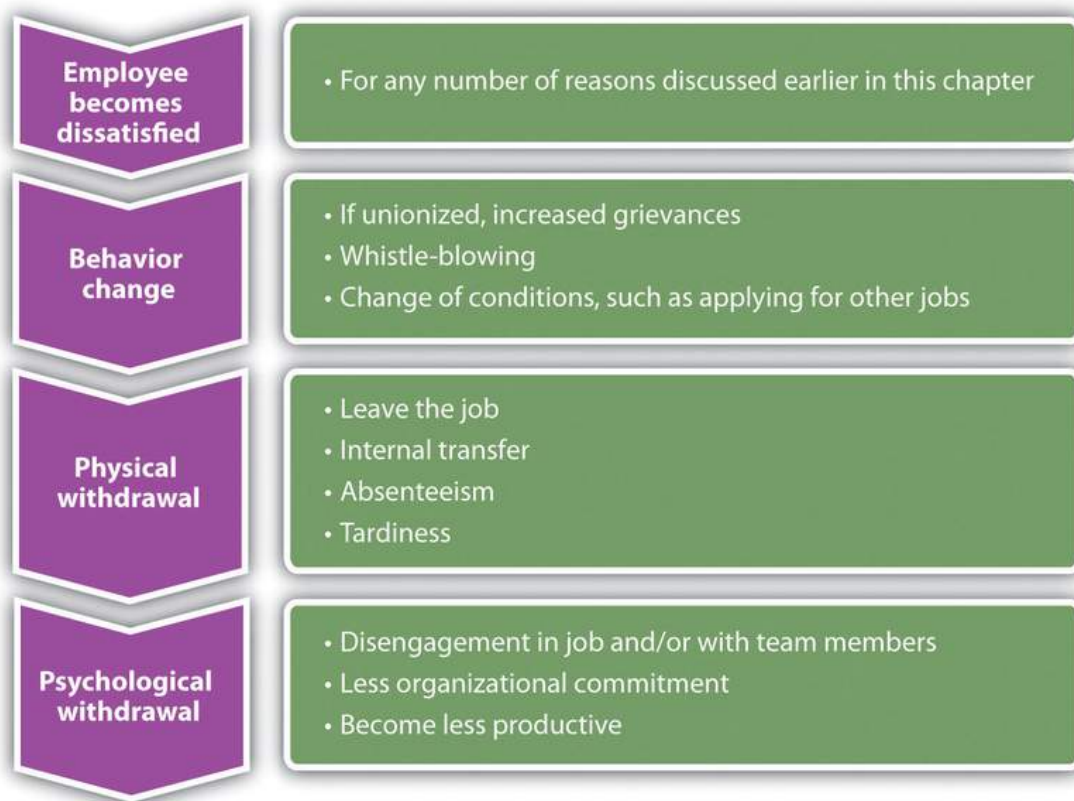 Employee
becomes
dissatisfied
• For any number of reasons discussed earlier in this chapter
Behavior
change
• If unionized, increased grievances
• Whistle-blowing
• Change of conditions, such as applying for other jobs
Physical
withdrawal
• Leave the job
• Internal transfer
• Absenteeism
• Tardiness
Psychological
withdrawal
• Disengagement in job and/or with team members
• Less organizational commitment
• Become less productive